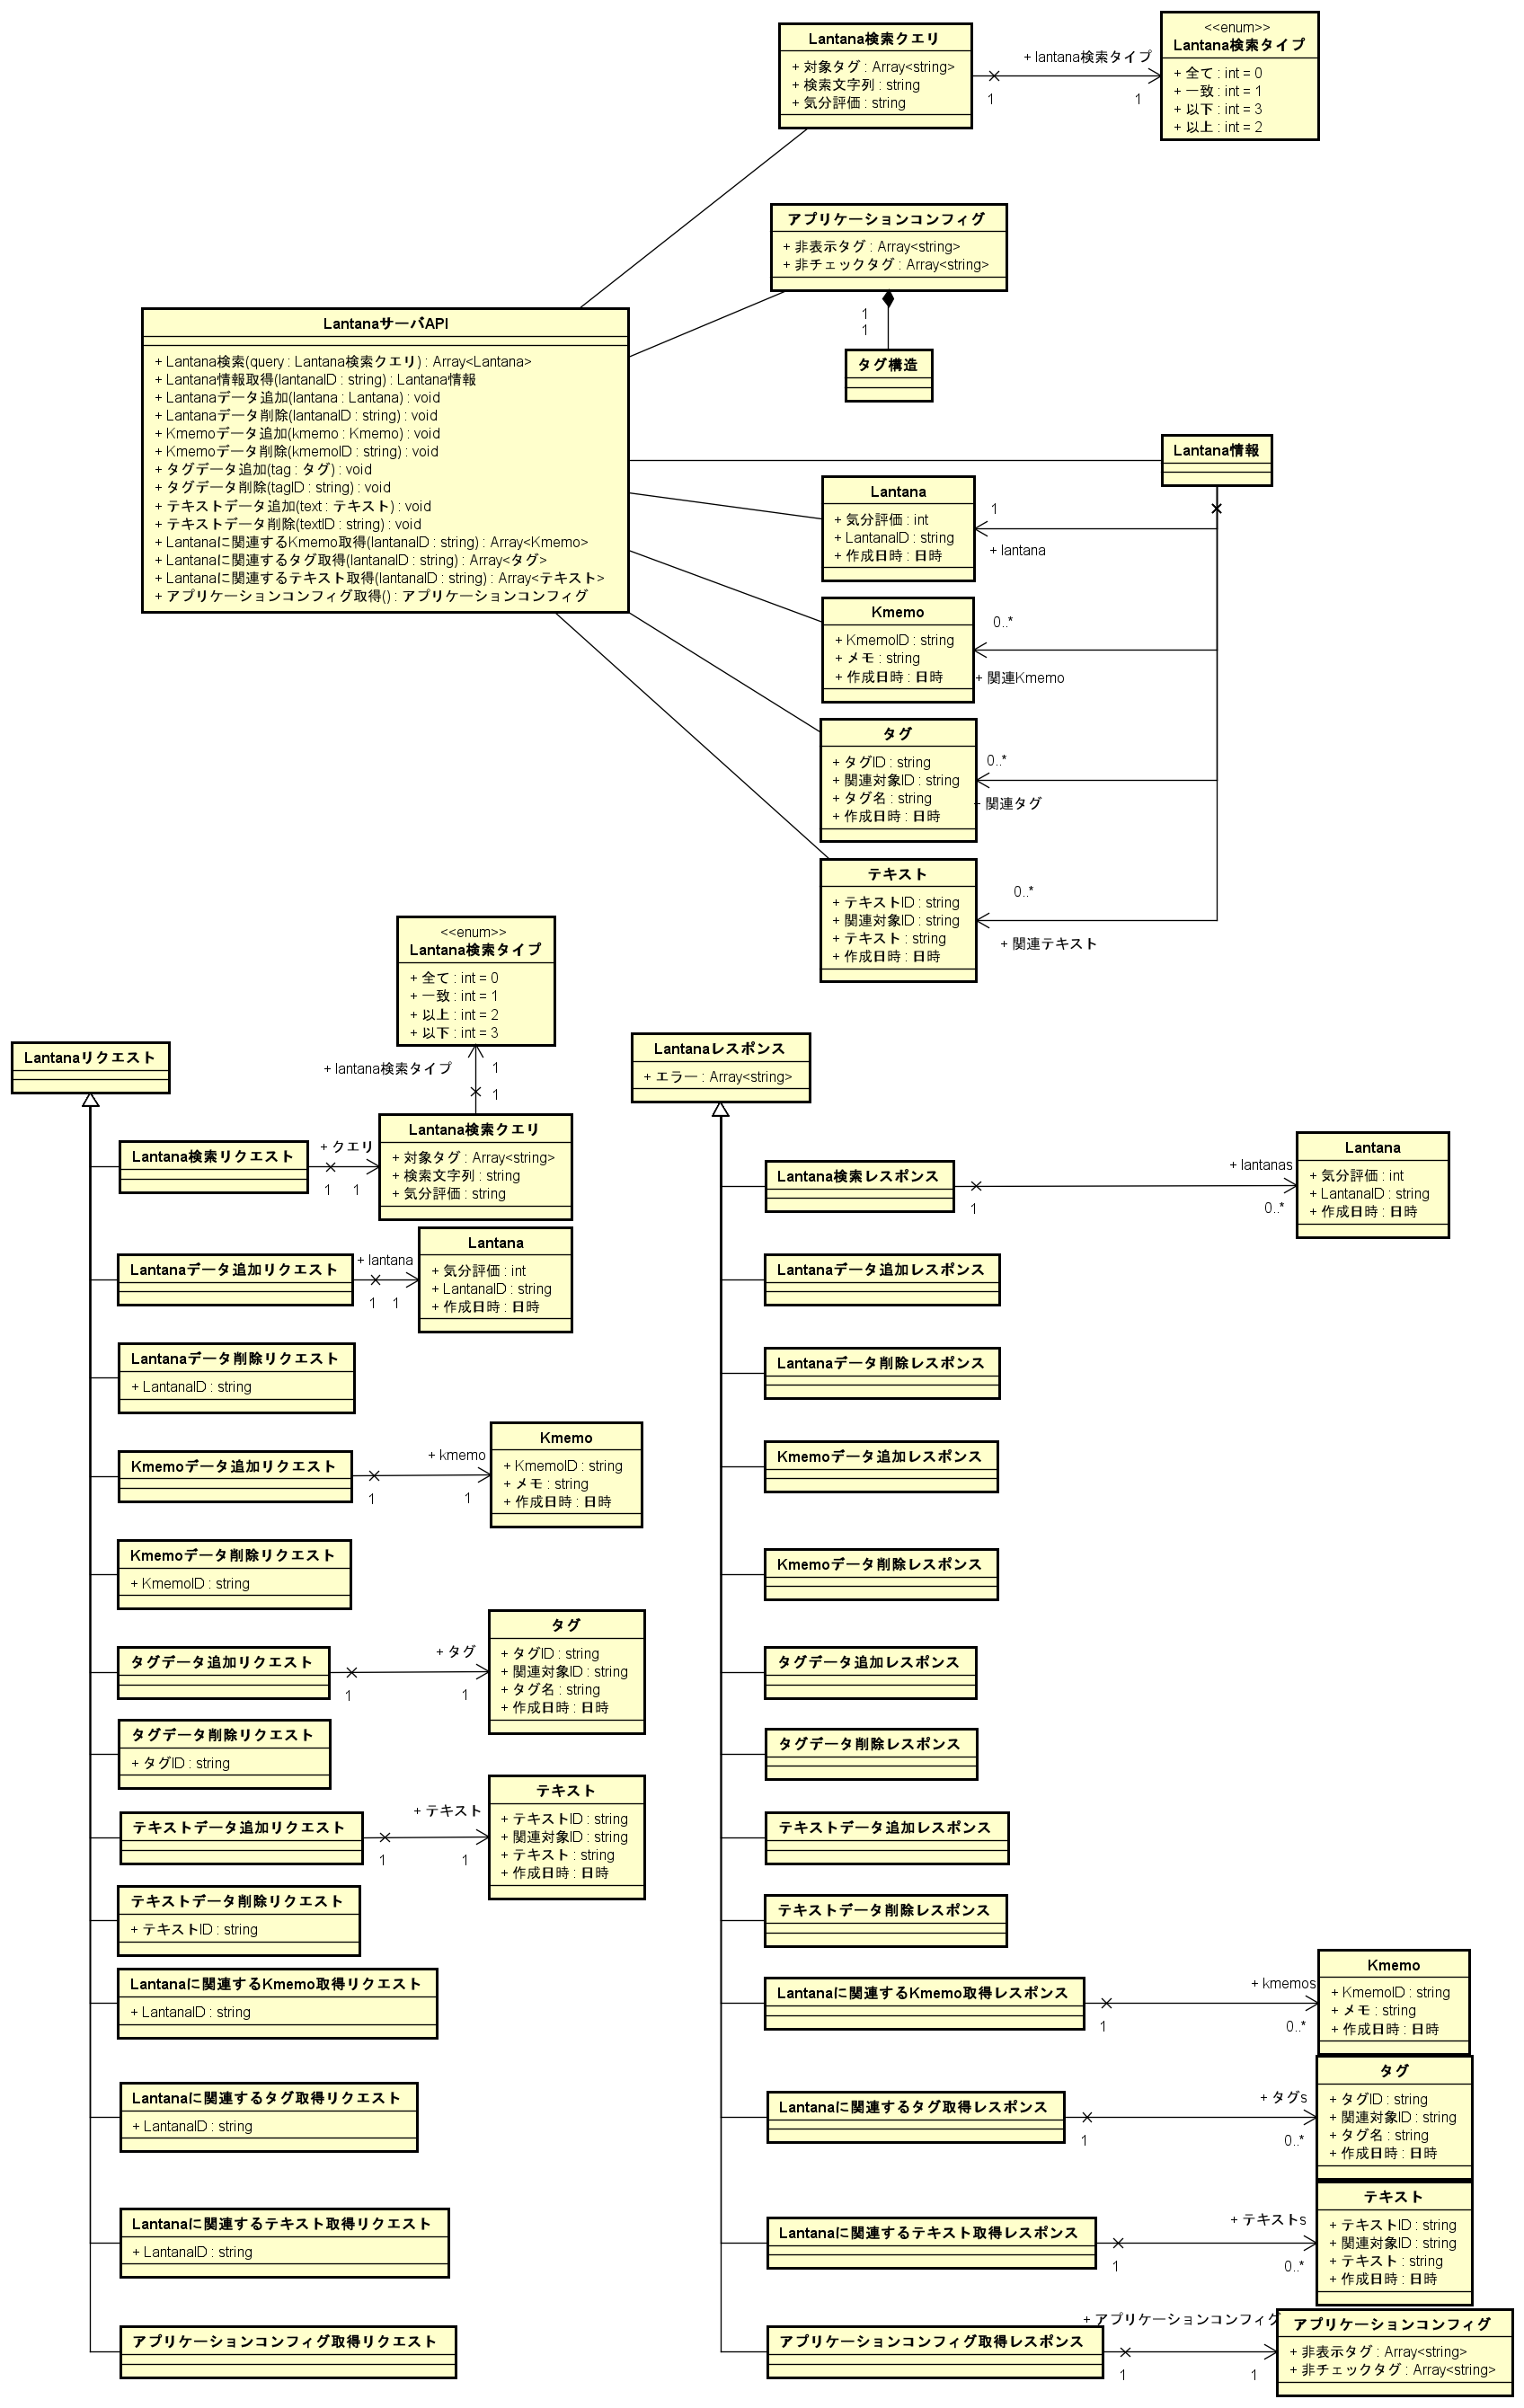 Lantana検索クエリ
+ 対象タグ : Array<string>
+ 検索文字列 : string
+ 気分評価 : string
+ lantana検索タイプ
1
1
<<enum>>
Lantana検索タイプ
+ 全て : int = 0
+ 一致 : int = 1
+ 以下 : int = 3
+ 以上 : int = 2
アプリケーションコンフィグ
+ 非表示タグ : Array<string>
+ 非チェックタグ : Array<string>
1
1
タグ構造
LantanaサーバAPI
+ Lantana検索(query : Lantana検索クエリ) : Array<Lantana>
+ Lantana情報取得(lantanaID : string) : Lantana情報
+ Lantanaデータ追加(lantana : Lantana) : void
+ Lantanaデータ削除(lantanaID : string) : void
+ Kmemoデータ追加(kmemo : Kmemo) : void
+ Kmemoデータ削除(kmemoID : string) : void
+ タグデータ追加(tag : タグ) : void
+ タグデータ削除(tagID : string) : void
+ テキストデータ追加(text : テキスト) : void
+ テキストデータ削除(textID : string) : void
+ Lantanaに関連するKmemo取得(lantanaID : string) : Array<Kmemo>
+ Lantanaに関連するタグ取得(lantanaID : string) : Array<タグ>
+ Lantanaに関連するテキスト取得(lantanaID : string) : Array<テキスト>
+ アプリケーションコンフィグ取得() : アプリケーションコンフィグ
Lantana情報
Lantana
+ 気分評価 : int
+ LantanaID : string
+ 作成日時 : 日時
1
+ lantana
Kmemo
+ KmemoID : string
+ メモ : string
+ 作成日時 : 日時
0..*
+ 関連Kmemo
タグ
+ タグID : string
+ 関連対象ID : string
+ タグ名 : string
+ 作成日時 : 日時
0..*
+ 関連タグ
テキスト
+ テキストID : string
+ 関連対象ID : string
+ テキスト : string
+ 作成日時 : 日時
0..*
+ 関連テキスト
<<enum>>
Lantana検索タイプ
+ 全て : int = 0
+ 一致 : int = 1
+ 以上 : int = 2
+ 以下 : int = 3
+ lantana検索タイプ
1
1
Lantanaリクエスト
Lantana検索リクエスト
+ クエリ
1
1
Lantana検索クエリ
+ 対象タグ : Array<string>
+ 検索文字列 : string
+ 気分評価 : string
Lantanaデータ追加リクエスト
+ lantana
1
1
Lantana
+ 気分評価 : int
+ LantanaID : string
+ 作成日時 : 日時
Lantanaデータ削除リクエスト
+ LantanaID : string
Kmemoデータ追加リクエスト
+ kmemo
1
1
Kmemo
+ KmemoID : string
+ メモ : string
+ 作成日時 : 日時
Kmemoデータ削除リクエスト
+ KmemoID : string
タグデータ追加リクエスト
+ タグ
1
1
タグ
+ タグID : string
+ 関連対象ID : string
+ タグ名 : string
+ 作成日時 : 日時
タグデータ削除リクエスト
+ タグID : string
テキストデータ追加リクエスト
+ テキスト
1
1
テキスト
+ テキストID : string
+ 関連対象ID : string
+ テキスト : string
+ 作成日時 : 日時
テキストデータ削除リクエスト
+ テキストID : string
Lantanaに関連するKmemo取得リクエスト
+ LantanaID : string
Lantanaに関連するタグ取得リクエスト
+ LantanaID : string
Lantanaに関連するテキスト取得リクエスト
+ LantanaID : string
アプリケーションコンフィグ取得リクエスト
Lantanaレスポンス
+ エラー : Array<string>
Lantana検索レスポンス
+ lantanas
1
0..*
Lantana
+ 気分評価 : int
+ LantanaID : string
+ 作成日時 : 日時
Lantanaデータ追加レスポンス
Lantanaデータ削除レスポンス
Kmemoデータ追加レスポンス
Kmemoデータ削除レスポンス
タグデータ追加レスポンス
タグデータ削除レスポンス
テキストデータ追加レスポンス
テキストデータ削除レスポンス
Lantanaに関連するKmemo取得レスポンス
+ kmemos
1
0..*
Kmemo
+ KmemoID : string
+ メモ : string
+ 作成日時 : 日時
Lantanaに関連するタグ取得レスポンス
+ タグs
1
0..*
タグ
+ タグID : string
+ 関連対象ID : string
+ タグ名 : string
+ 作成日時 : 日時
Lantanaに関連するテキスト取得レスポンス
+ テキストs
1
0..*
テキスト
+ テキストID : string
+ 関連対象ID : string
+ テキスト : string
+ 作成日時 : 日時
アプリケーションコンフィグ取得レスポンス
+ アプリケーションコンフィグ
1
1
アプリケーションコンフィグ
+ 非表示タグ : Array<string>
+ 非チェックタグ : Array<string>